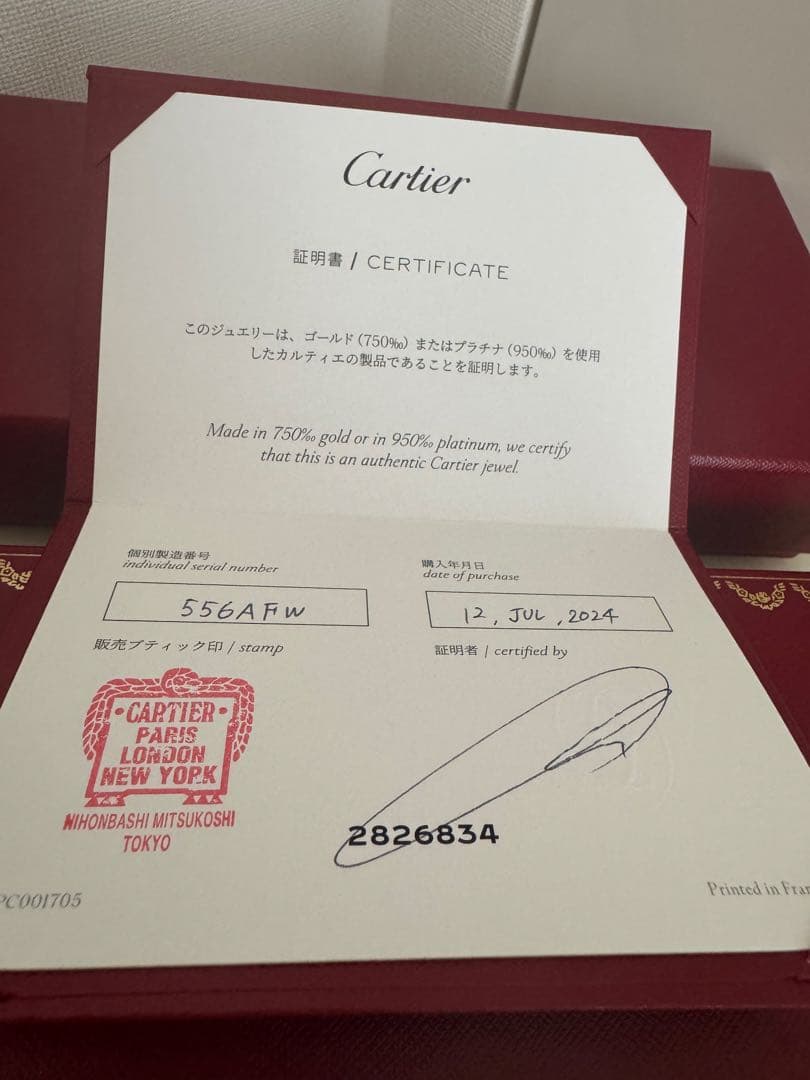 Cartier
証明書 / CERTIFICATE
このジュエリーは、ゴールド(750‰)またはプラチナ(950‰)を使用
したカルティエの製品であることを証明します。
Made in 750‰ gold or in 950‰ platinum, we certify
that this is an authentic Cartier jewel.
個別製造番号
individual serial number
556AFW
購入年月日
date of purchase
12, JUL, 2024
販売ブティック印 / stamp
証明者 / certified by
CARTIER
PARIS
LONDON
NEW YORK
NIHONBASHI MITSUKOSHI
TOKYO
2826834
PC001705
Printed in Fra